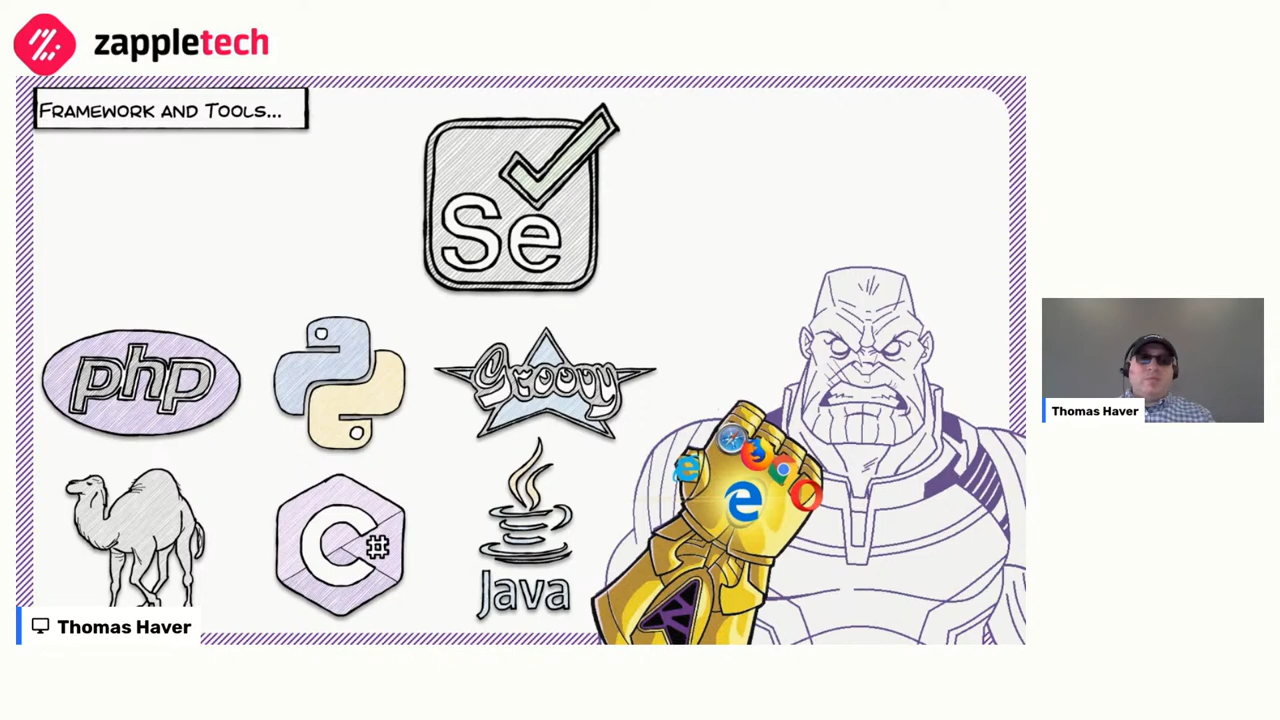 zappletech
Framework and Tools...
Se
php
Groovy
C#
Java
Thomas Haver
Thomas Haver